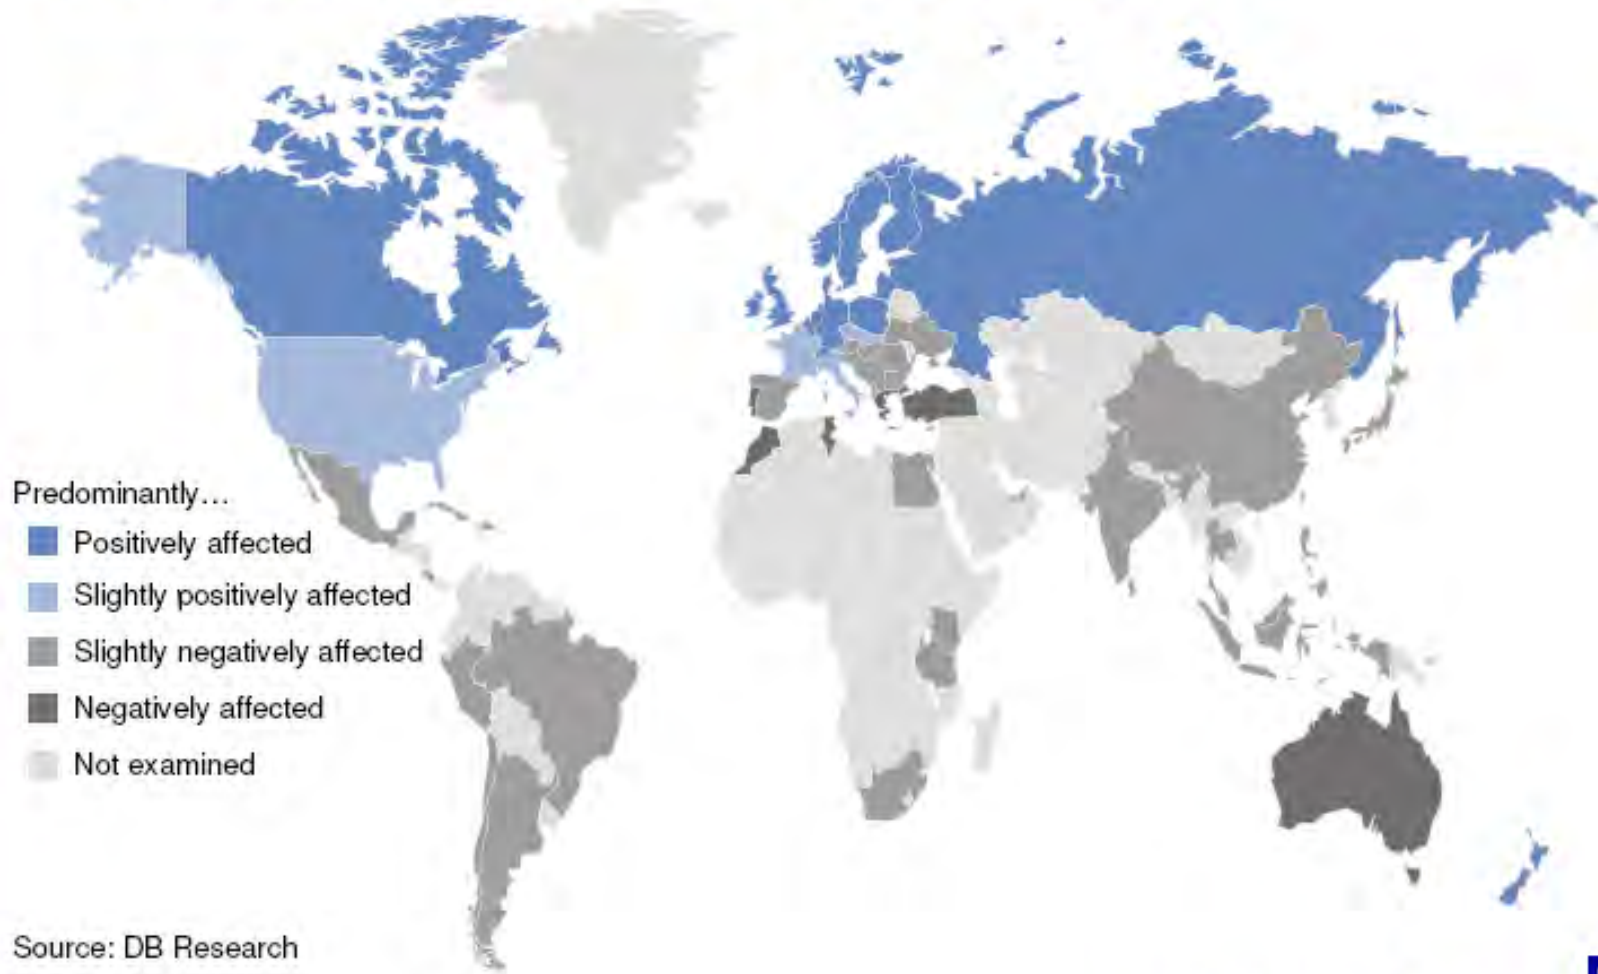 Predominantly…
Positively affected
Slightly positively affected
Slightly negatively affected
Negatively affected
Not examined
Source: DB Research